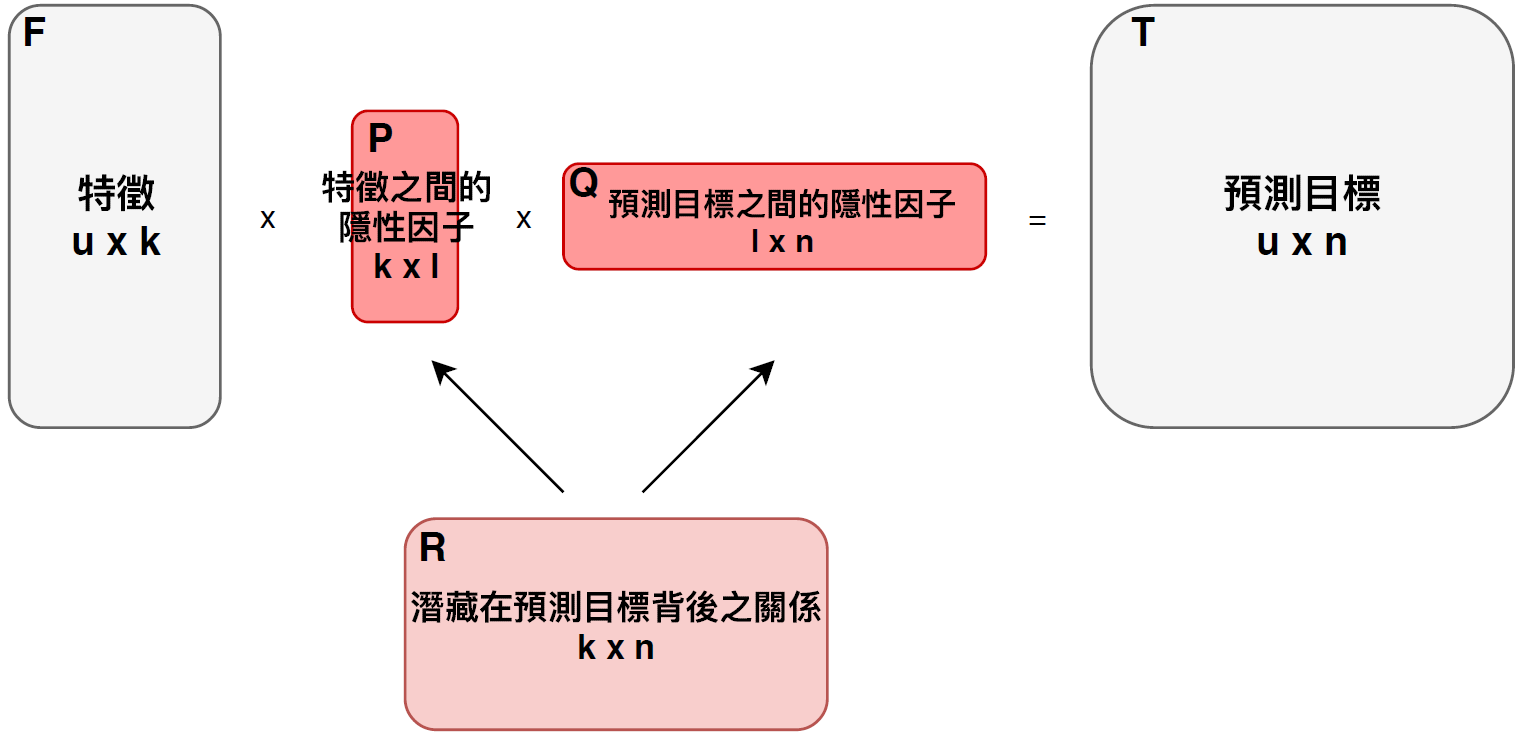 F
特徵
u x k
x
P
特徵之間的
隱性因子
k x l
x
Q
預測目標之間的隱性因子
l x n
=
T
預測目標
u x n
R
潛藏在預測目標背後之關係
k x n